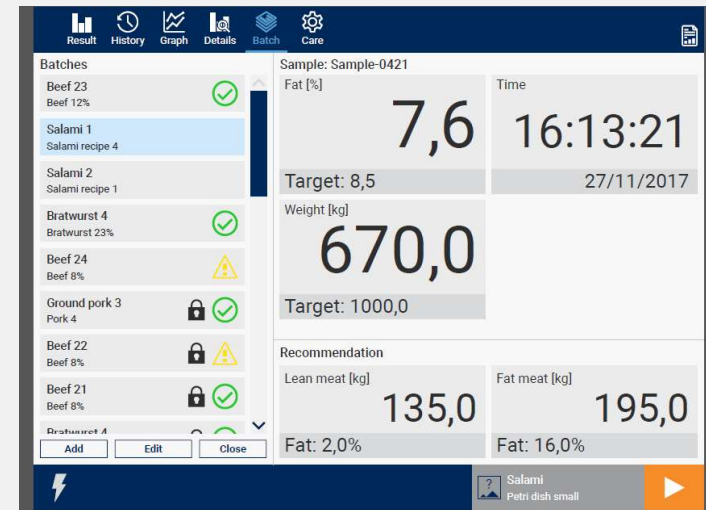 Result History Graph Details Batch Care
Batches
Beef 23
Beef 12%
Salami 1
Salami recipe 4
Salami 2
Salami recipe 1
Bratwurst 4
Bratwurst 23%
Beef 24
Beef 8%
Ground pork 3
Pork 4
Beef 22
Beef 8%
Beef 21
Beef 8%
Bratwurst 4
Add Edit Close
Sample: Sample-0421
Fat [%]
7,6
Target: 8,5
Time
16:13:21
27/11/2017
Weight [kg]
670,0
Target: 1000,0
Recommendation
Lean meat [kg]
135,0
Fat: 2,0%
Fat meat [kg]
195,0
Fat: 16,0%
?
Salami
Petri dish small